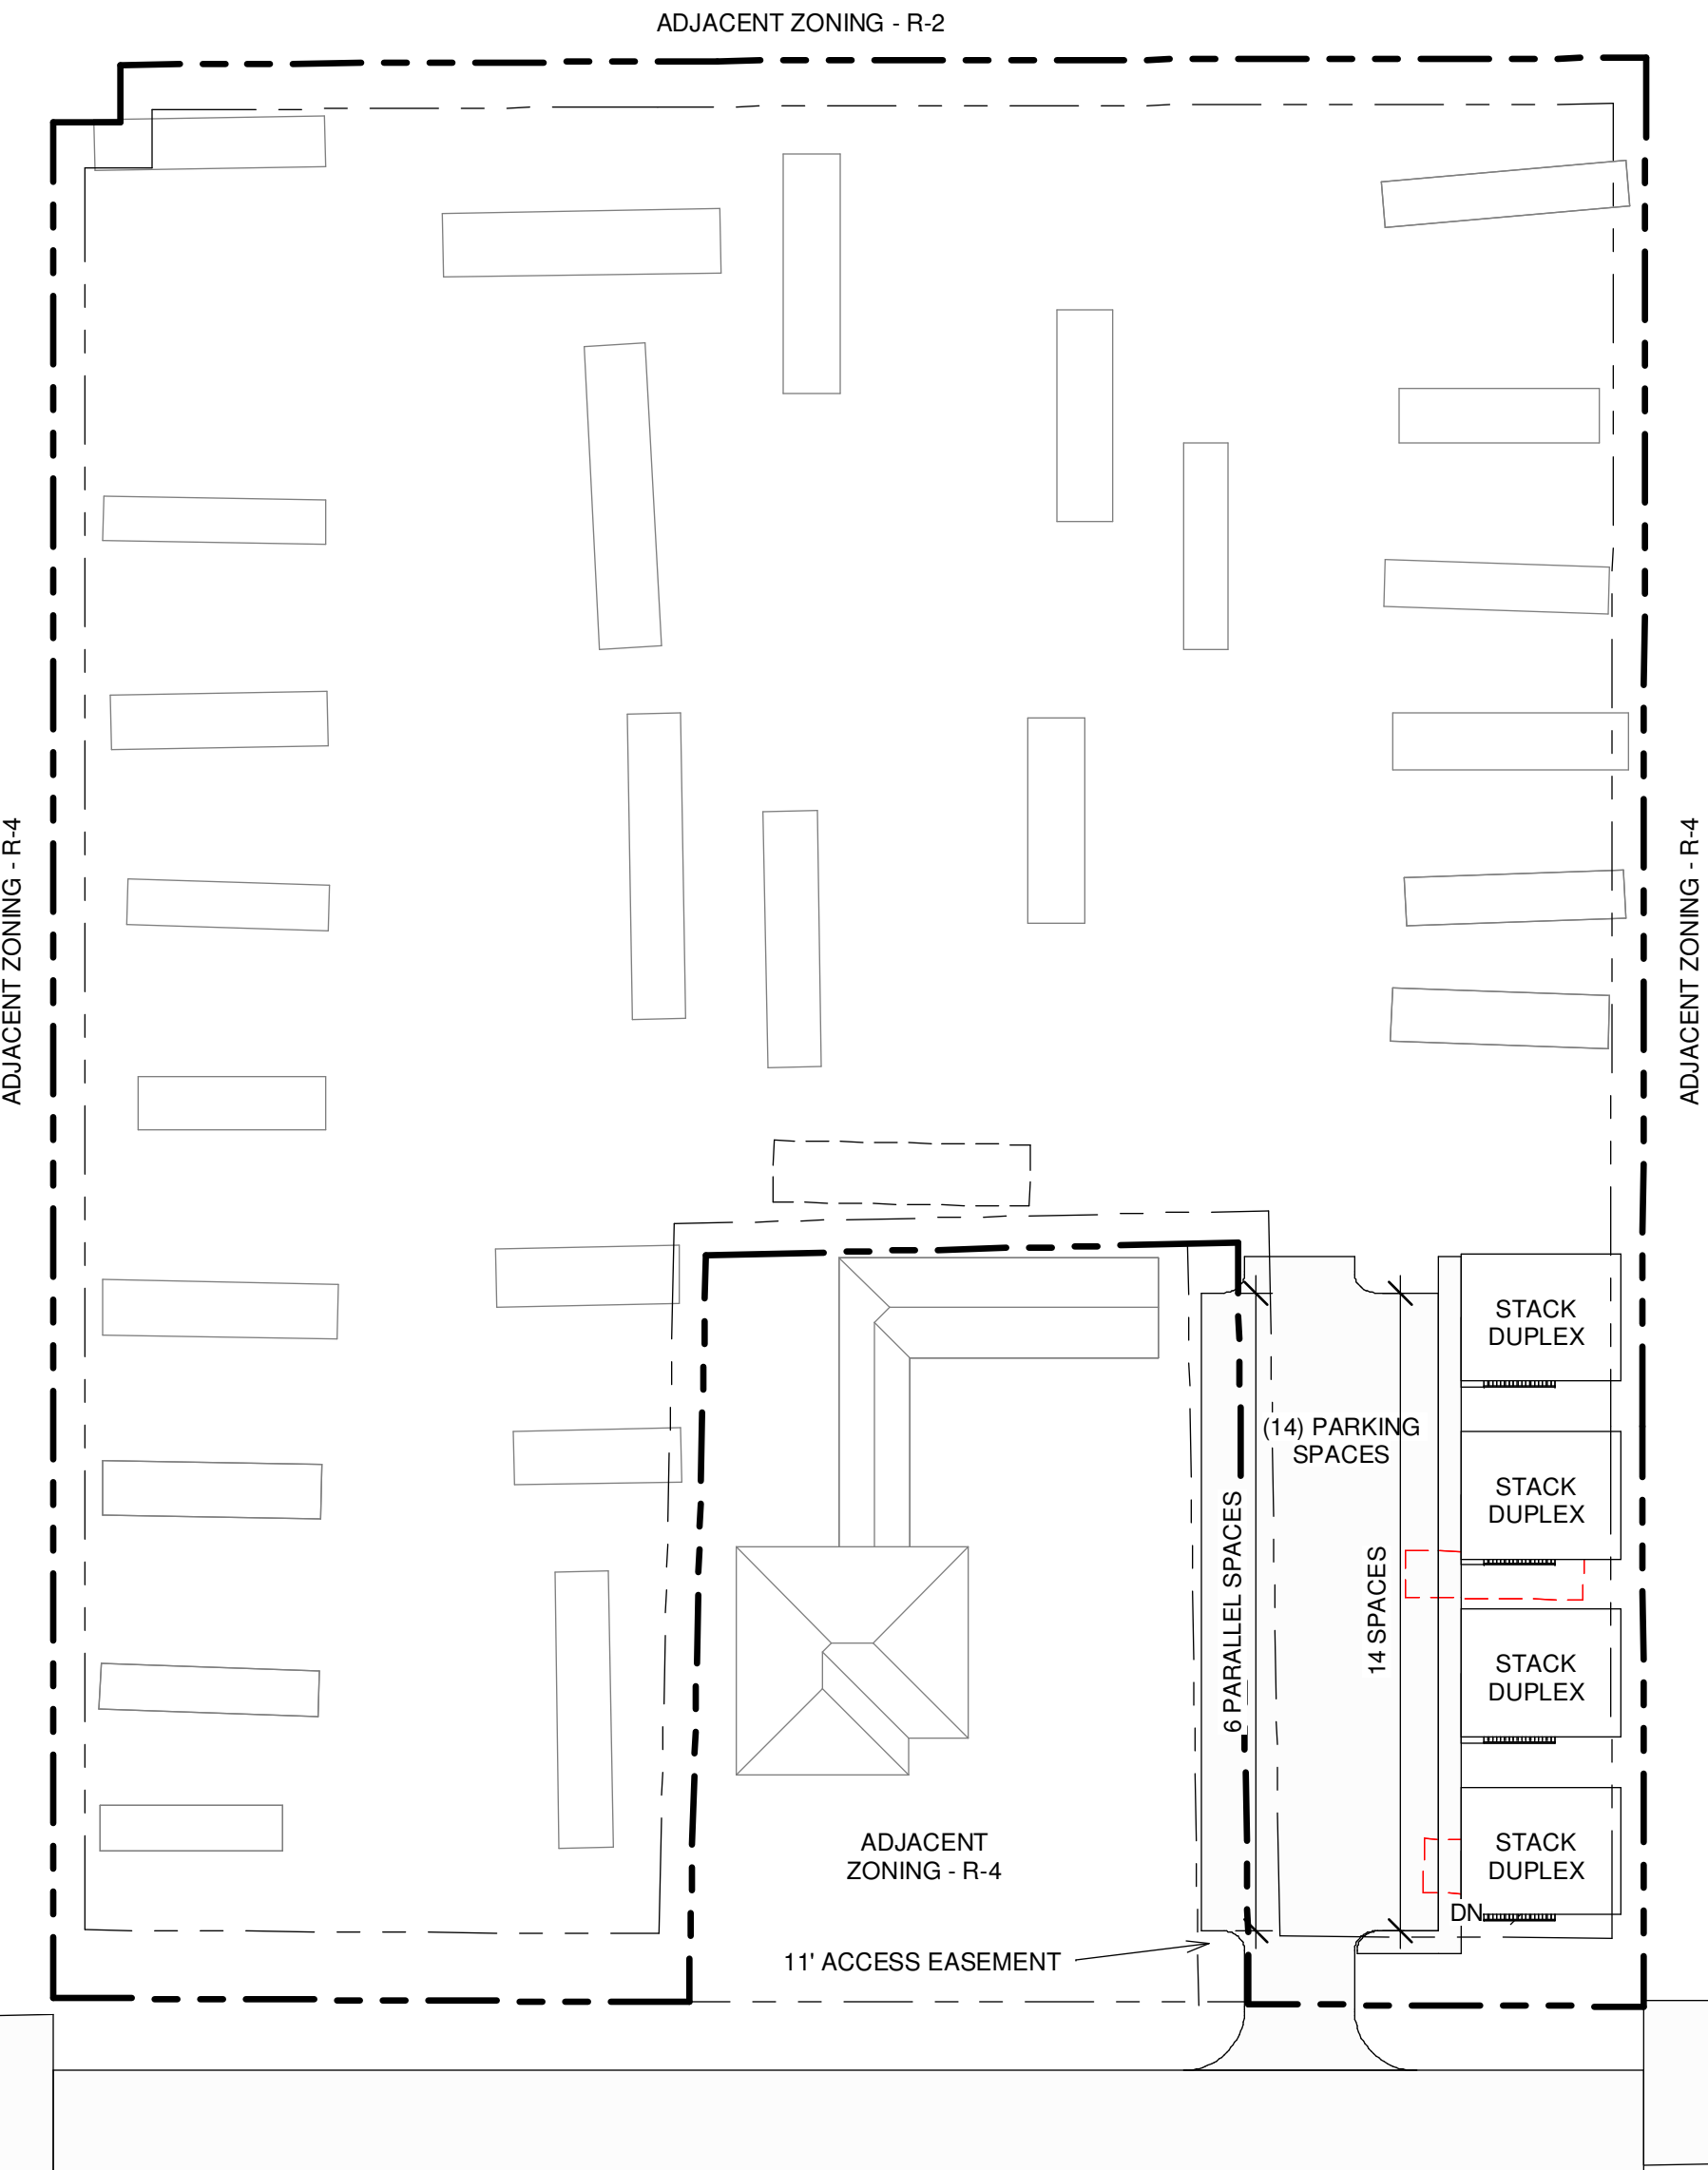 ADJACENT ZONING - R-2
ADJACENT ZONING - R-4
ADJACENT ZONING - R-4
STACK
DUPLEX
(14) PARKING
SPACES
STACK
DUPLEX
6 PARALLEL SPACES
14 SPACES
STACK
DUPLEX
ADJACENT
ZONING - R-4
STACK
DUPLEX
DN
11' ACCESS EASEMENT